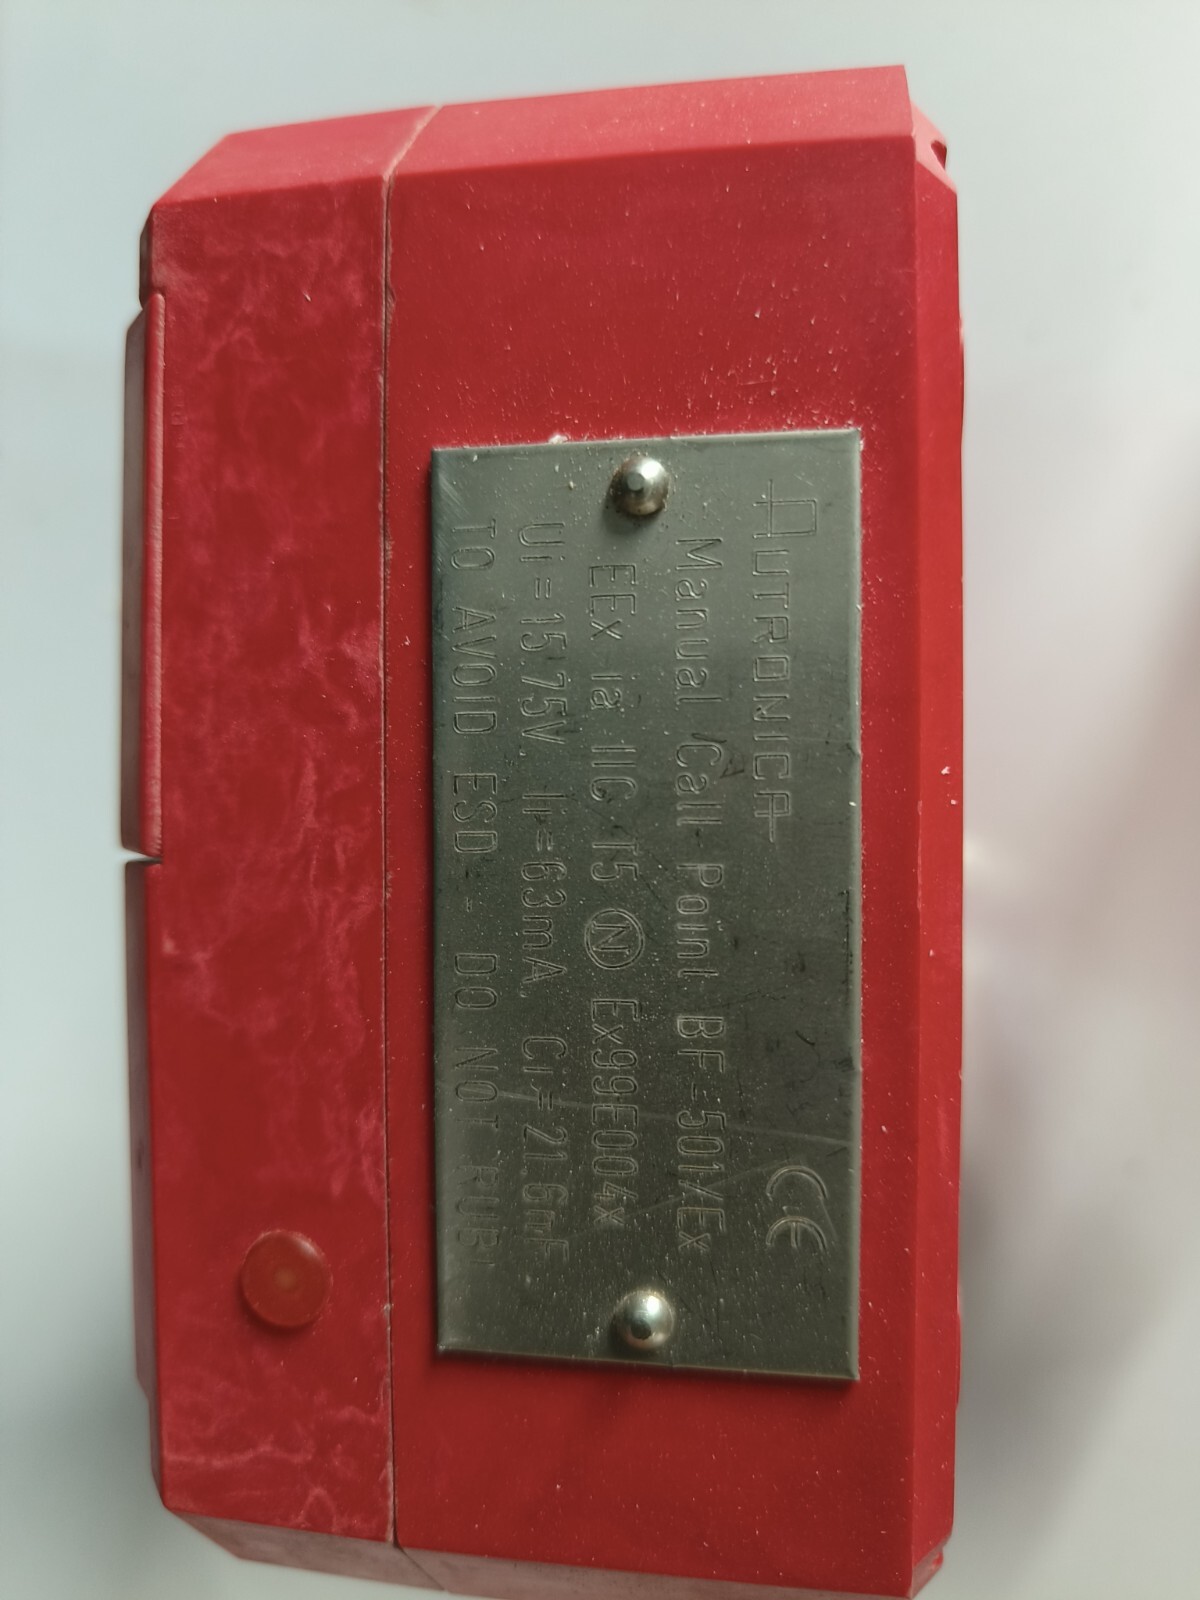 AUTRONICA CE
Manual Call Point BF-501/Ex
EEx ia IIC T5 N Ex99E004x
Ui=15.75V Ii=63mA Ci=21.6nF
TO AVOID ESD - DO NOT RUB!